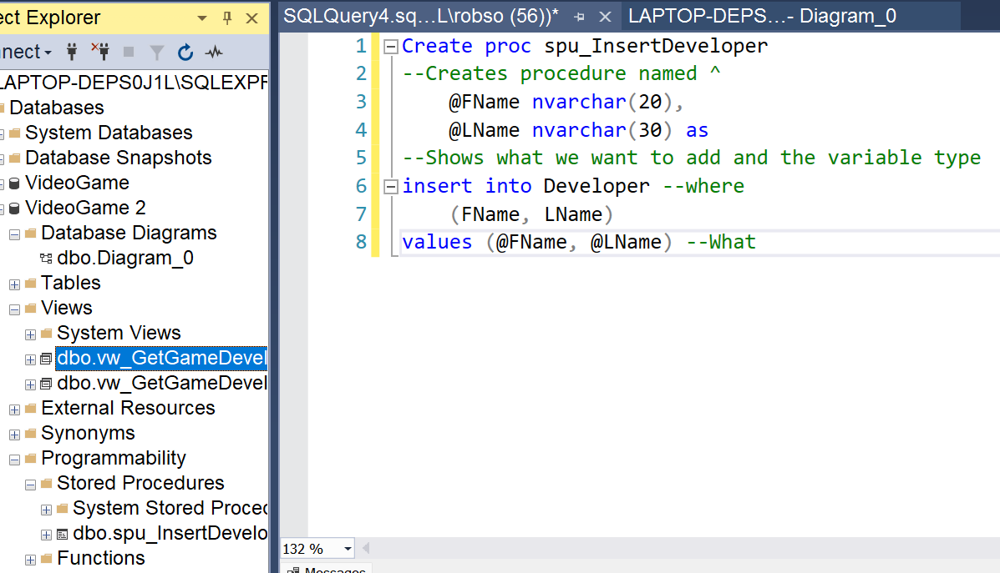 ect Explorer
nnect
LAPTOP-DEPS0J1L\SQLEXPR
Databases
System Databases
Database Snapshots
VideoGame
VideoGame 2
Database Diagrams
dbo.Diagram_0
Tables
Views
System Views
dbo.vw_GetGameDevel
dbo.vw_GetGameDevel
External Resources
Synonyms
Programmability
Stored Procedures
System Stored Proced
dbo.spu_InsertDevelo
Functions
SQLQuery4.sq...L\robso (56))*
LAPTOP-DEPS...- Diagram_0
1 Create proc spu_InsertDeveloper
2 --Creates procedure named ^
3 @FName nvarchar(20),
4 @LName nvarchar(30) as
5 --Shows what we want to add and the variable type
6 insert into Developer --where
7 (FName, LName)
8 values (@FName, @LName) --What
132 %
Messages